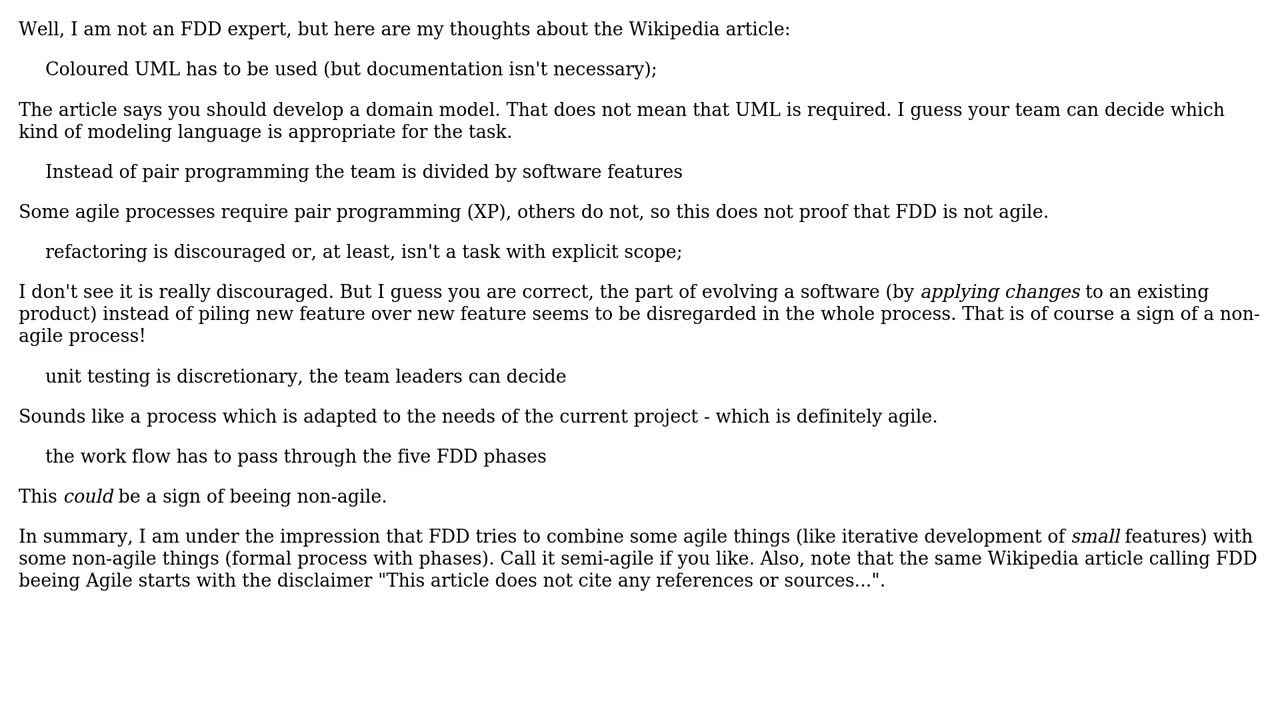 Well, I am not an FDD expert, but here are my thoughts about the Wikipedia article:
Coloured UML has to be used (but documentation isn't necessary);
The article says you should develop a domain model. That does not mean that UML is required. I guess your team can decide which
kind of modeling language is appropriate for the task.
Instead of pair programming the team is divided by software features
Some agile processes require pair programming (XP), others do not, so this does not proof that FDD is not agile.
refactoring is discouraged or, at least, isn't a task with explicit scope;
I don't see it is really discouraged. But I guess you are correct, the part of evolving a software (by applying changes to an existing
product) instead of piling new feature over new feature seems to be disregarded in the whole process. That is of course a sign of a non-
agile process!
unit testing is discretionary, the team leaders can decide
Sounds like a process which is adapted to the needs of the current project - which is definitely agile.
the work flow has to pass through the five FDD phases
This could be a sign of beeing non-agile.
In summary, I am under the impression that FDD tries to combine some agile things (like iterative development of small features) with
some non-agile things (formal process with phases). Call it semi-agile if you like. Also, note that the same Wikipedia article calling FDD
beeing Agile starts with the disclaimer "This article does not cite any references or sources...".